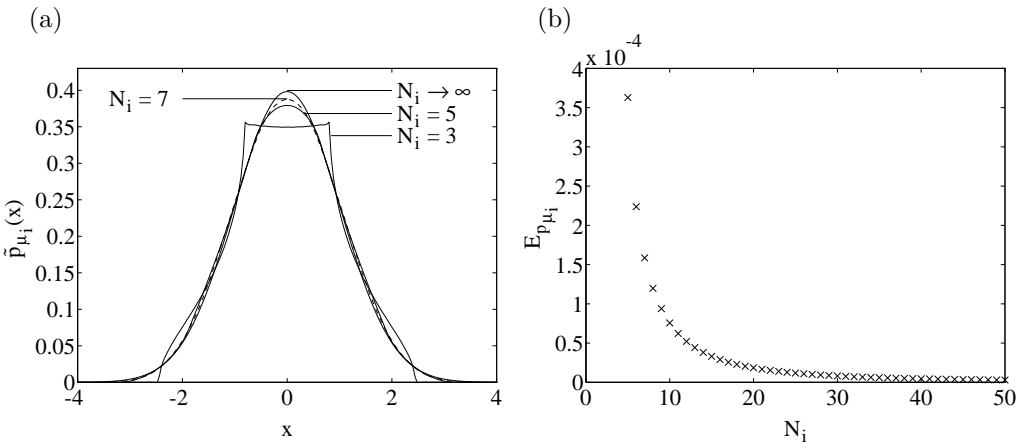 (a)
0.4
0.35
0.3
0.25
0.2
0.15
0.1
0.05
0
-4
-2
0
2
4
x
p̃μi(x)
Ni = 7
Ni → ∞
Ni = 5
Ni = 3
(b)
x 10-4
4
3.5
3
2.5
2
1.5
1
0.5
0
0
10
20
30
40
50
Ni
Epμi